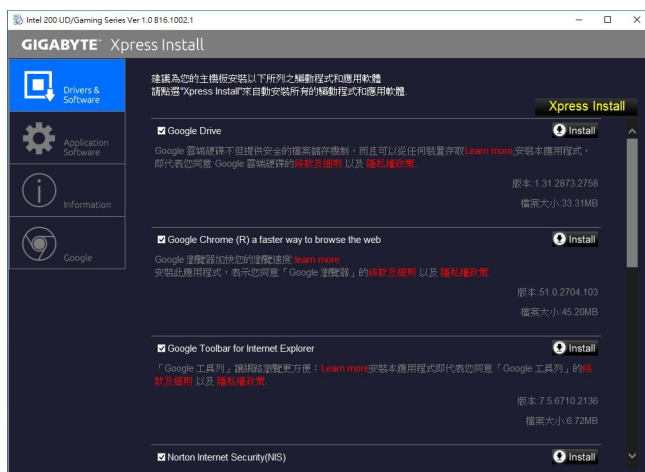 Intel 200 UD/Gaming Series Ver 1.0 B16.1002.1
GIGABYTE™ Xpress Install
Drivers & Software
Application Software
Information
Google
建議為您的主機板安裝以下所列之驅動程式和應用軟體
請點選"Xpress Install"來自動安裝所有的驅動程式和應用軟體.
Xpress Install
Google Drive
Install
Google 雲端硬碟不但提供安全的檔案儲存機制，而且可以從任何裝置存取Learn more.安裝本應用程式，
即代表您同意 Google 雲端硬碟的條款及細則 以及 隱私權政策.
版本:1.31.2873.2758
檔案大小:33.31MB
Google Chrome (R) a faster way to browse the web
Install
Google 瀏覽器加快您的瀏覽速度:learn more
安裝此應用程式，表示您同意「Google 瀏覽器」的條款及細則 以及 隱私權政策.
版本:51.0.2704.103
檔案大小:45.20MB
Google Toolbar for Internet Explorer
Install
「Google 工具列」讓網路瀏覽更方便：Learn more安裝本應用程式即代表您同意「Google 工具列」的條
款及細則 以及 隱私權政策.
版本:7.5.6710.2136
檔案大小:6.72MB
Norton Internet Security(NIS)
Install